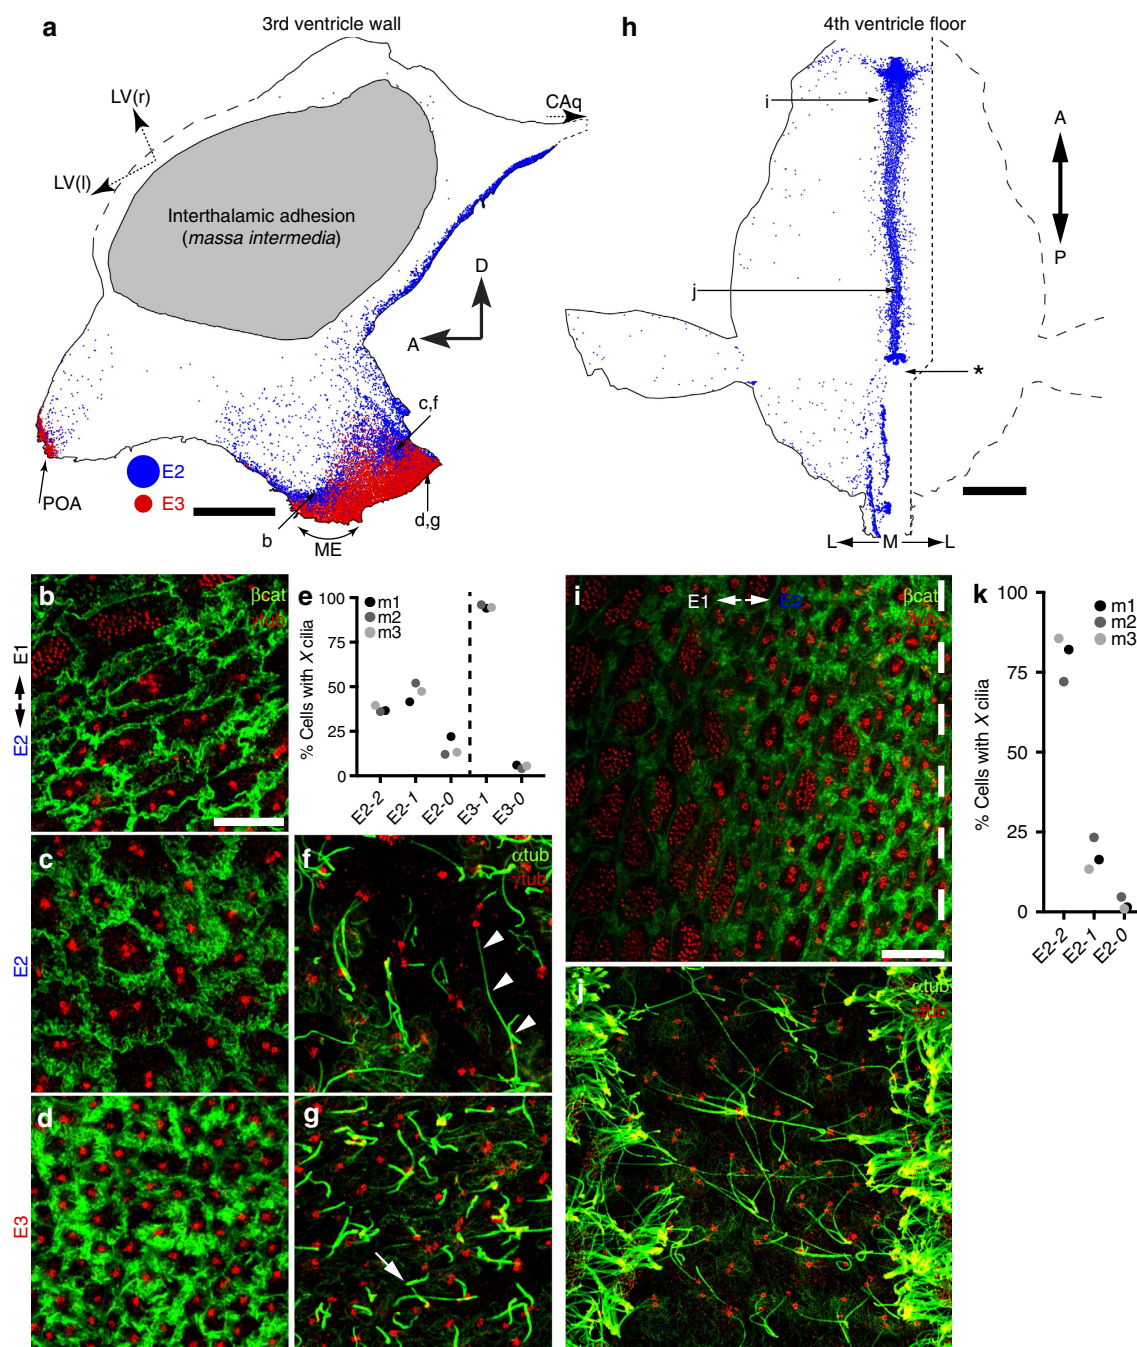 a
3rd ventricle wall
LV(r)
LV(l)
CAq
Interthalamic adhesion
(massa intermedia)
D
A
c,f
E2
E3
POA
b
ME
d,g
h
4th ventricle floor
i
A
P
j
*
L M L
b
βcat
γtub
E2 E1
c
E2
d
E3
e
m1
m2
m3
% Cells with X cilia
100
75
50
25
0
E2-2
E2-1
E2-0
E3-1
E3-0
f
αtub
γtub
g
i
E1 E2
βcat
γtub
j
αtub
γtub
k
m1
m2
m3
% Cells with X cilia
100
75
50
25
0
E2-2
E2-1
E2-0